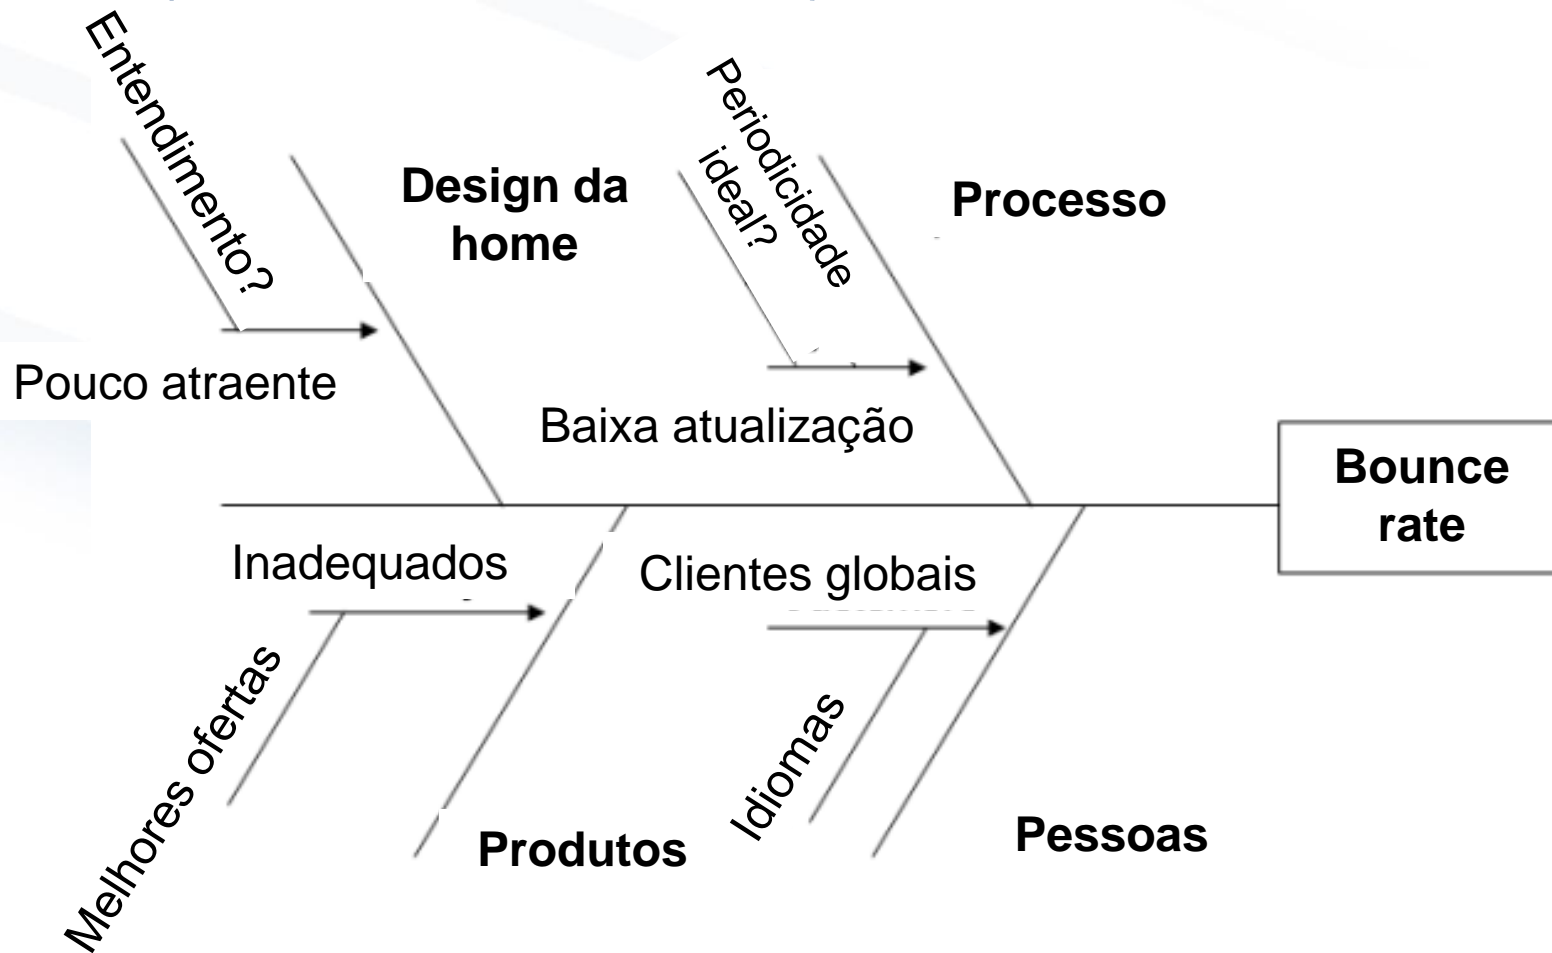 Entendimento?
Design da
home
Periodicidade
ideal?
Processo
Pouco atraente
Baixa atualização
Bounce
rate
Inadequados
Clientes globais
Melhores ofertas
Idiomas
Produtos
Pessoas